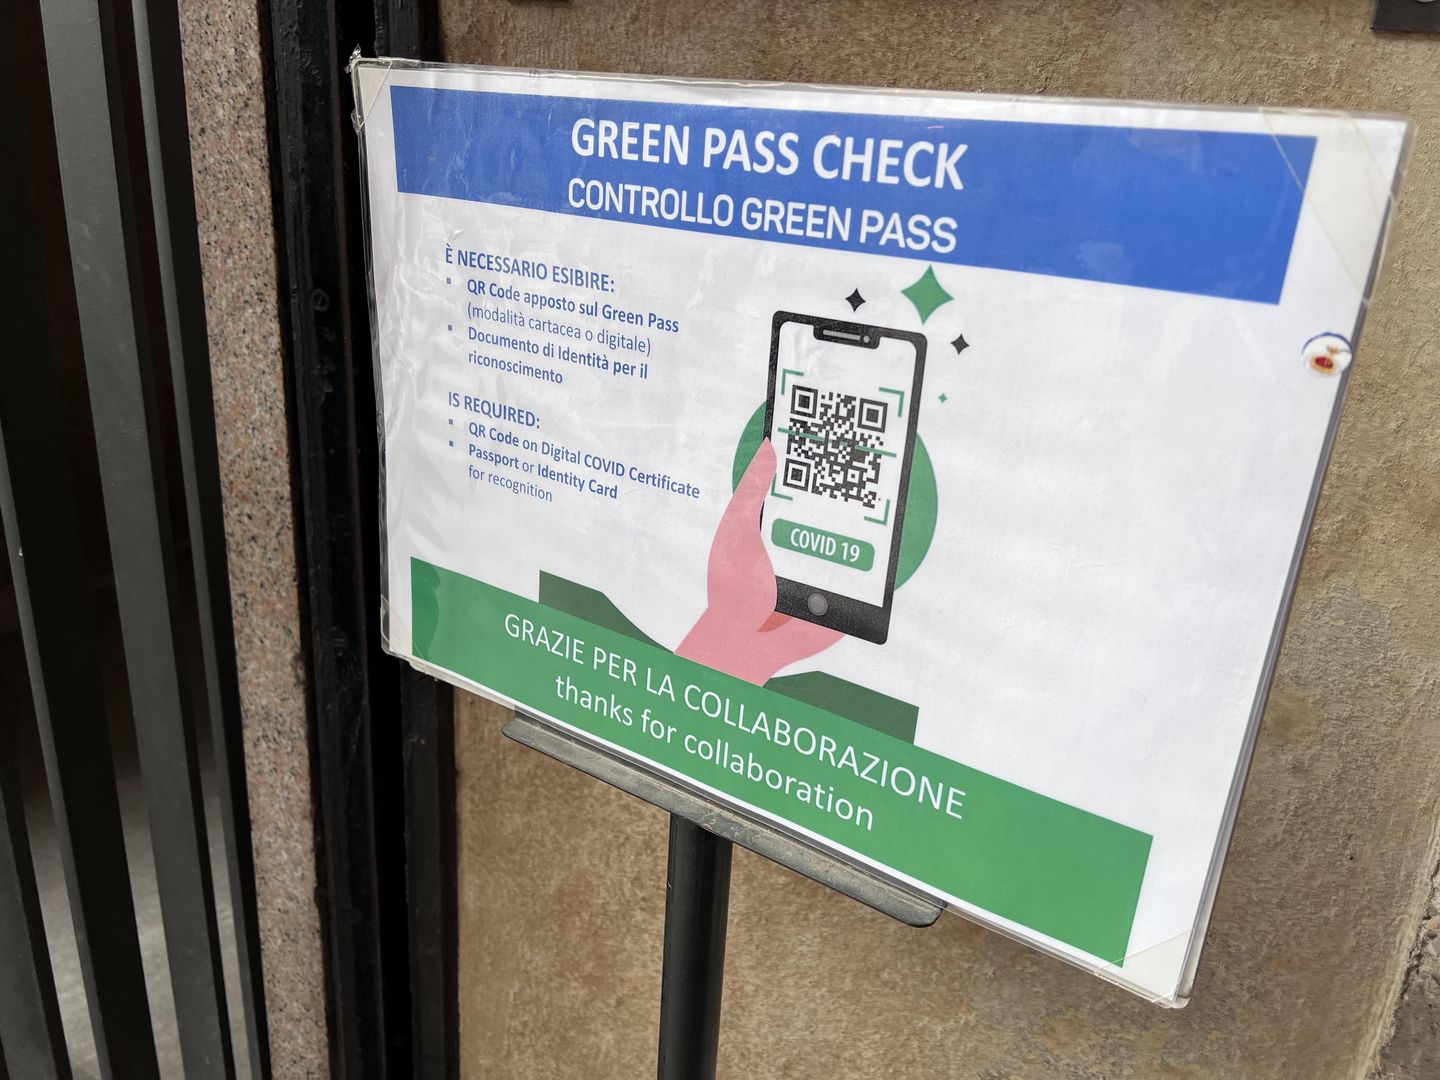 GREEN PASS CHECK
CONTROLLO GREEN PASS
È NECESSARIO ESIBIRE:
▪ QR Code apposto sul Green Pass
(modalità cartacea o digitale)
▪ Documento di Identità per il
riconoscimento
IS REQUIRED:
▪ QR Code on Digital COVID Certificate
▪ Passport or Identity Card
for recognition
COVID 19
GRAZIE PER LA COLLABORAZIONE
thanks for collaboration